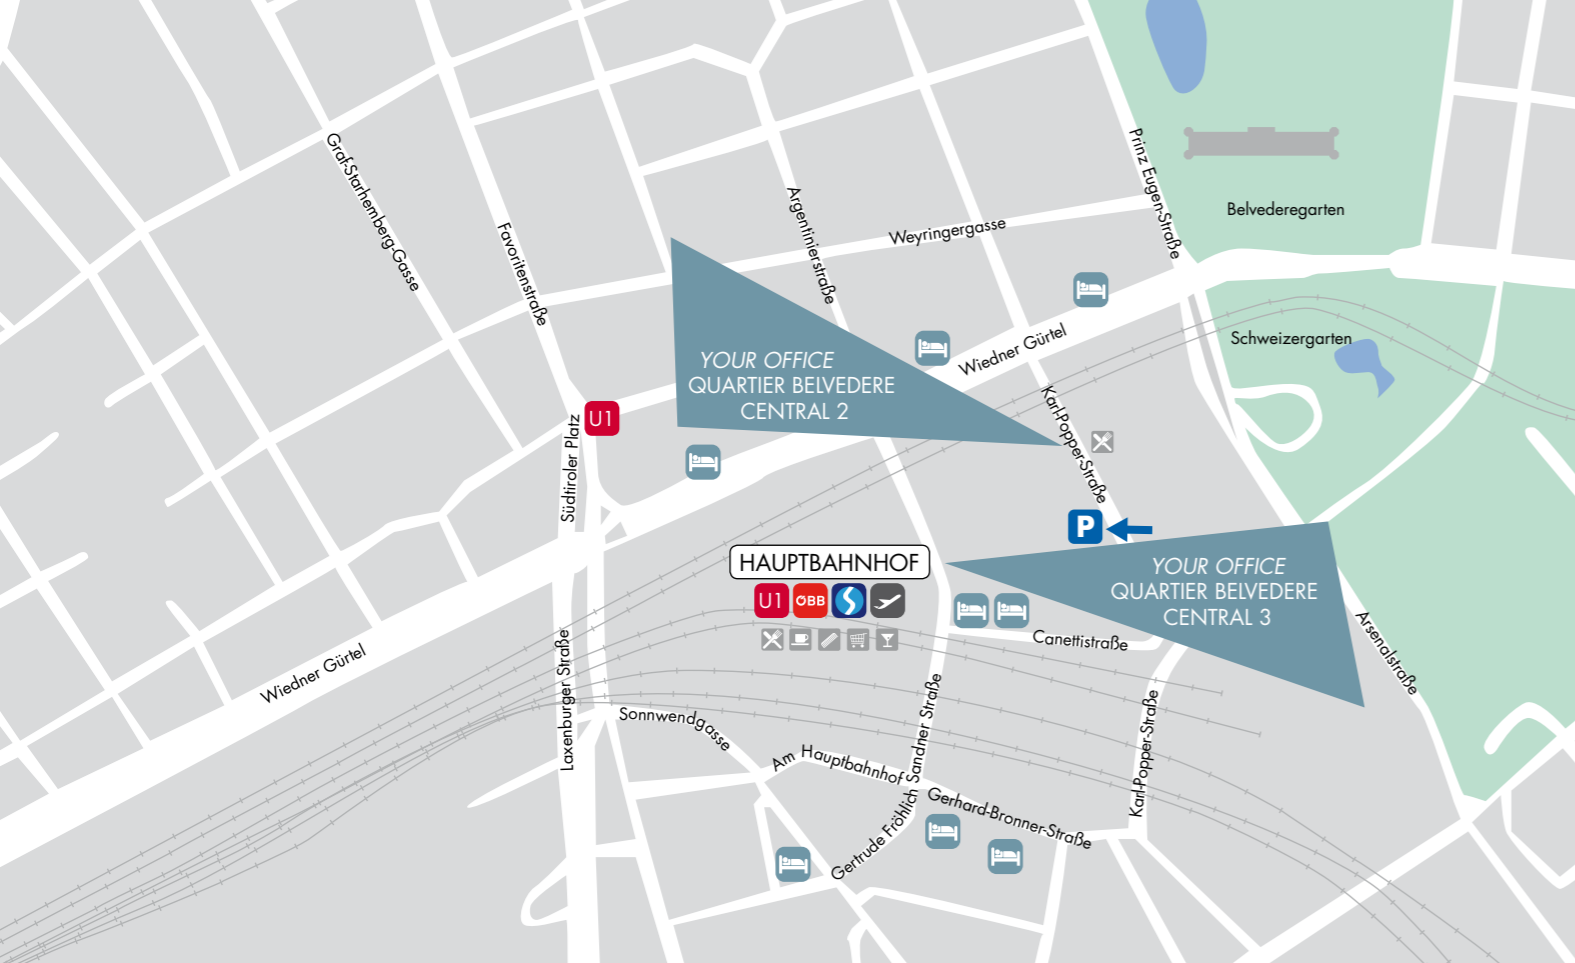 Graf-Starhemberg-Gasse
Favoritenstraße
Argentinierstraße
Weyringergasse
Prinz Eugen-Straße
Belvederegarten
Schweizergarten
Wiedner Gürtel
YOUR OFFICE
QUARTIER BELVEDERE
CENTRAL 2
Karl-Popper-Straße
U1
Südtiroler Platz
P
HAUPTBAHNHOF
U1
ÖBB
YOUR OFFICE
QUARTIER BELVEDERE
CENTRAL 3
Canettistraße
Arsenalstraße
Wiedner Gürtel
Laxenburger Straße
Sonnwendgasse
Am Hauptbahnhof
Gertrude Fröhlich Sandner Straße
Gerhard-Bronner-Straße
Karl-Popper-Straße